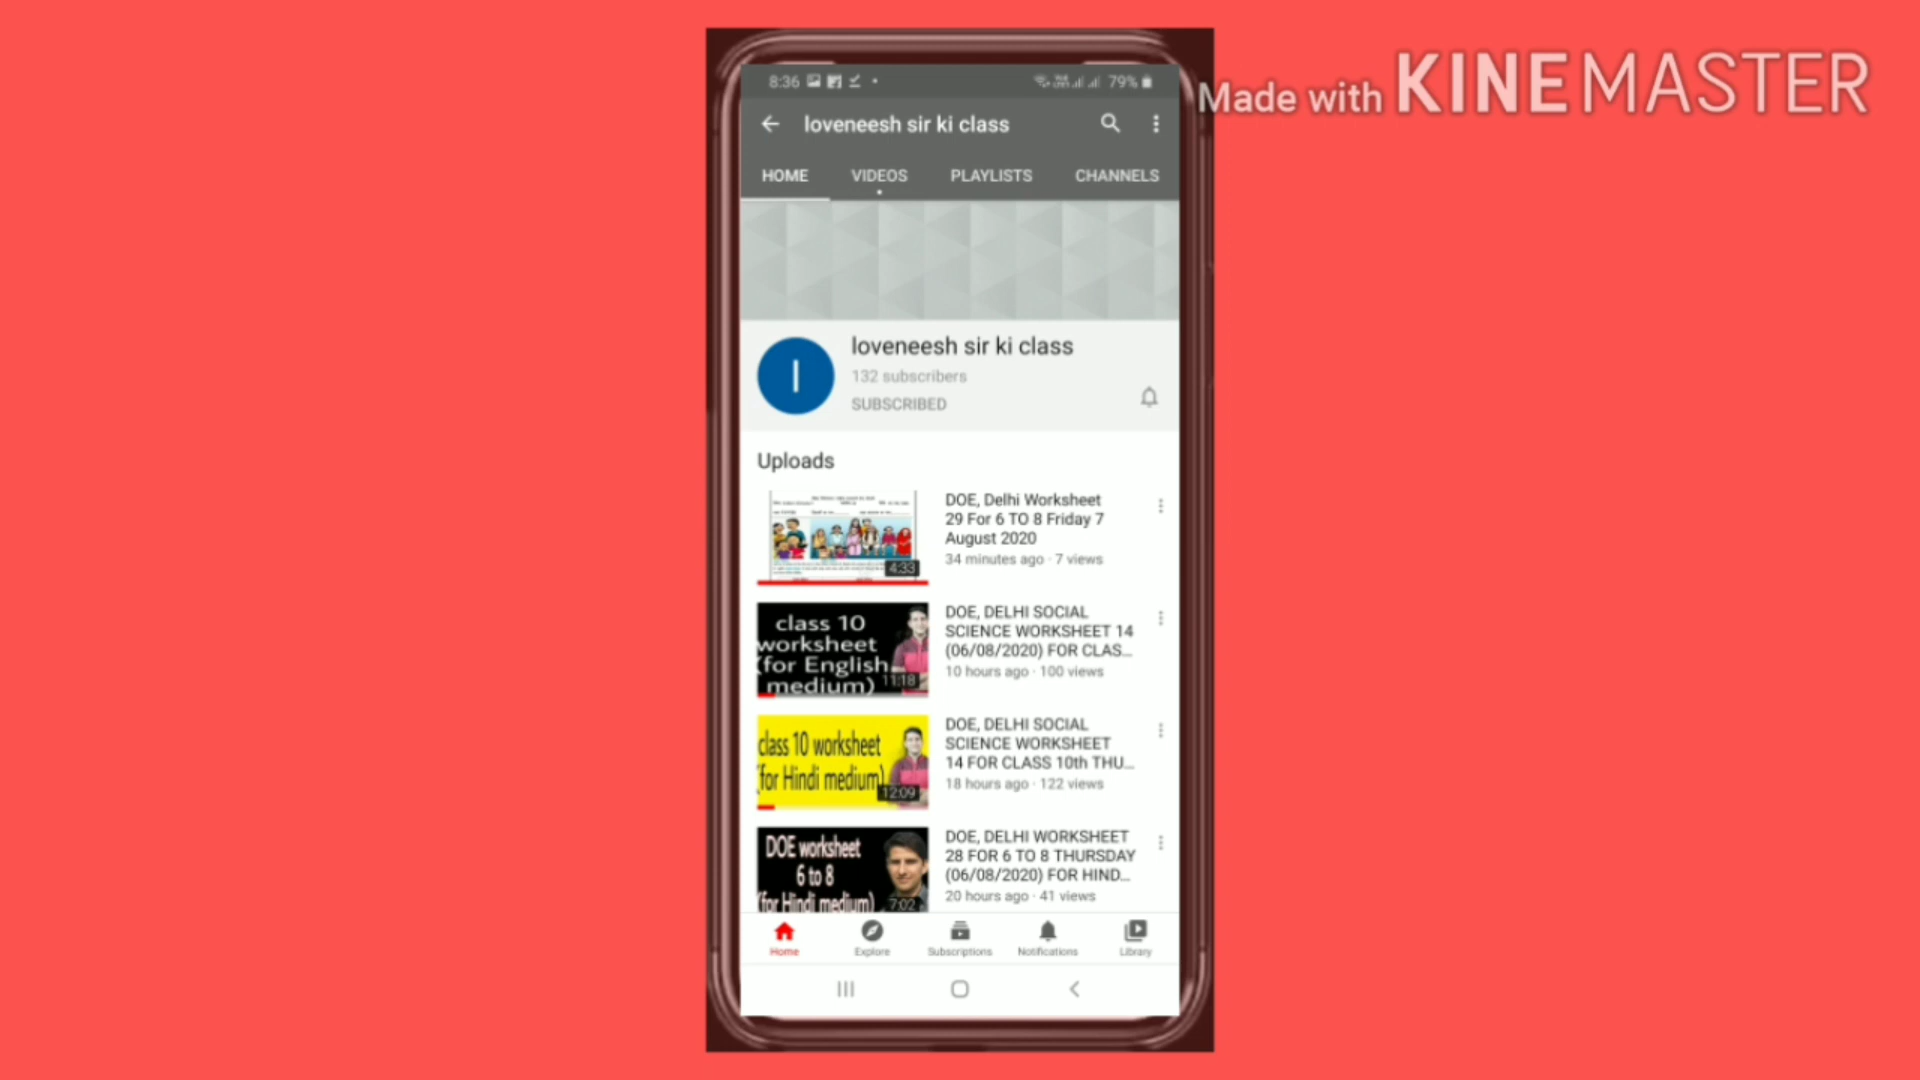 Made with KINEMASTER
8:36
79%
loveneesh sir ki class
HOME VIDEOS PLAYLISTS CHANNELS
loveneesh sir ki class
132 subscribers
SUBSCRIBED
Uploads
4:33
DOE, Delhi Worksheet
29 For 6 TO 8 Friday 7
August 2020
34 minutes ago · 7 views
class 10
worksheet
(for English
medium)
11:18
DOE, DELHI SOCIAL
SCIENCE WORKSHEET 14
(06/08/2020) FOR CLAS...
10 hours ago · 100 views
class 10 worksheet
(for Hindi medium)
12:09
DOE, DELHI SOCIAL
SCIENCE WORKSHEET
14 FOR CLASS 10th THU...
18 hours ago · 122 views
DOE worksheet
6 to 8
(for Hindi medium)
7:02
DOE, DELHI WORKSHEET
28 FOR 6 TO 8 THURSDAY
(06/08/2020) FOR HIND...
20 hours ago · 41 views
Home Explore Subscriptions Notifications Library